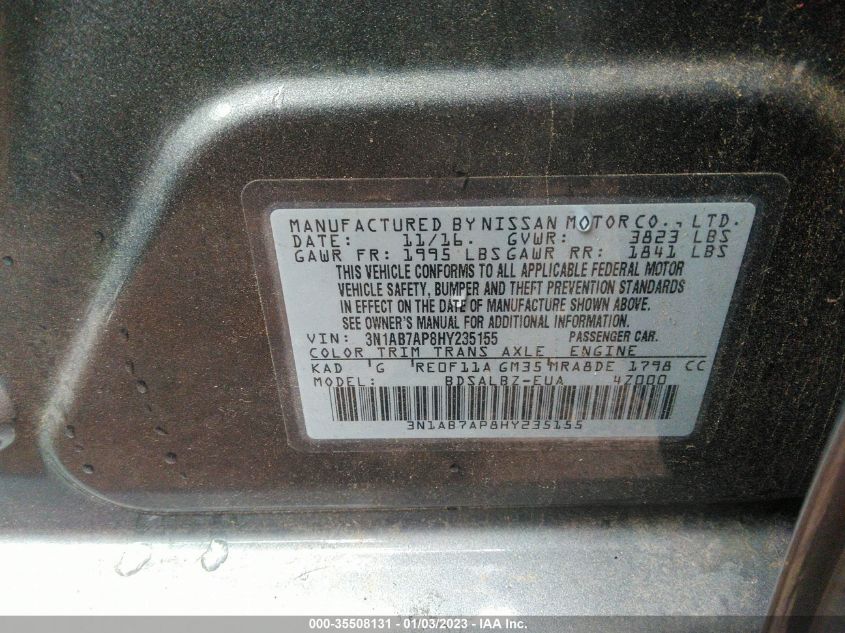 MANUFACTURED BY NISSAN MOTOR CO., LTD.
DATE: 11/16. GVWR: 3823 LBS
GAWR FR: 1995 LBS GAWR RR: 1841 LBS
THIS VEHICLE CONFORMS TO ALL APPLICABLE FEDERAL MOTOR
VEHICLE SAFETY, BUMPER AND THEFT PREVENTION STANDARDS
IN EFFECT ON THE DATE OF MANUFACTURE SHOWN ABOVE.
SEE OWNER'S MANUAL FOR ADDITIONAL INFORMATION.
VIN: 3N1AB7AP8HY235155 PASSENGER CAR.
COLOR TRIM TRANS AXLE ENGINE
KAD G RE0F11A GM35 MRA8DE 1798 CC
MODEL: BDSALBZ-EUA 4Z000
3N1AB7AP8HY235155
000-35508131 - 01/03/2023 - IAA Inc.